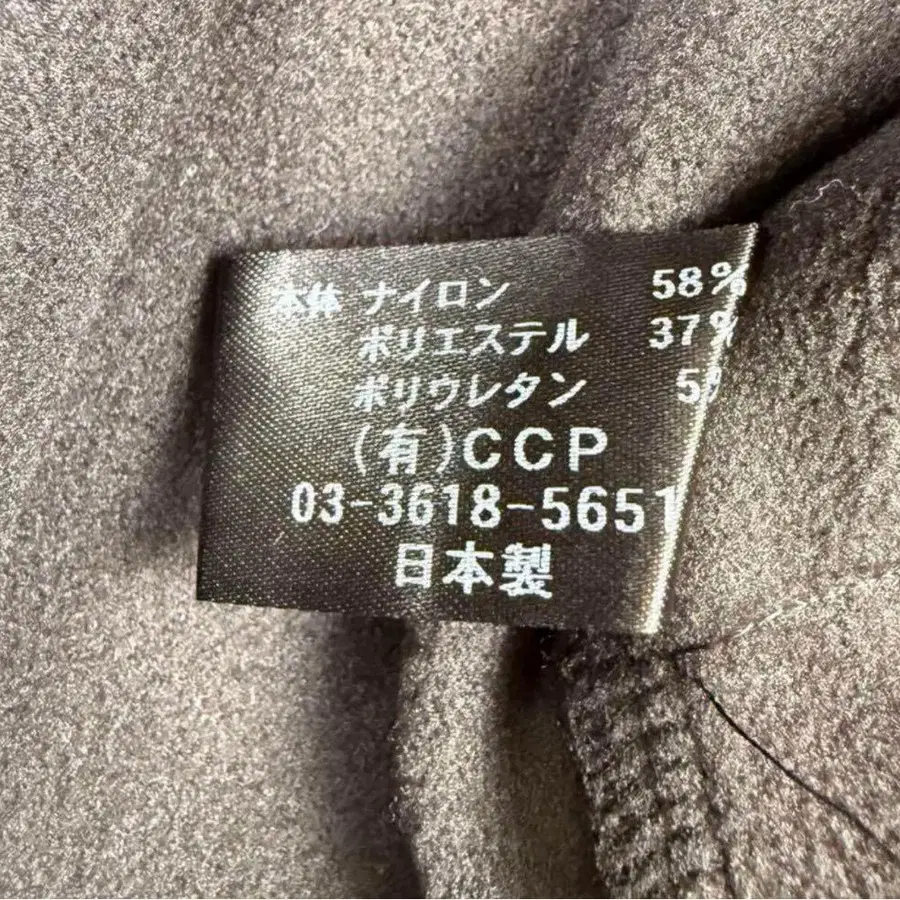 本体 ナイロン 58%
ポリエステル 37%
ポリウレタン 5%
(有)CCP
03-3618-5651
日本製